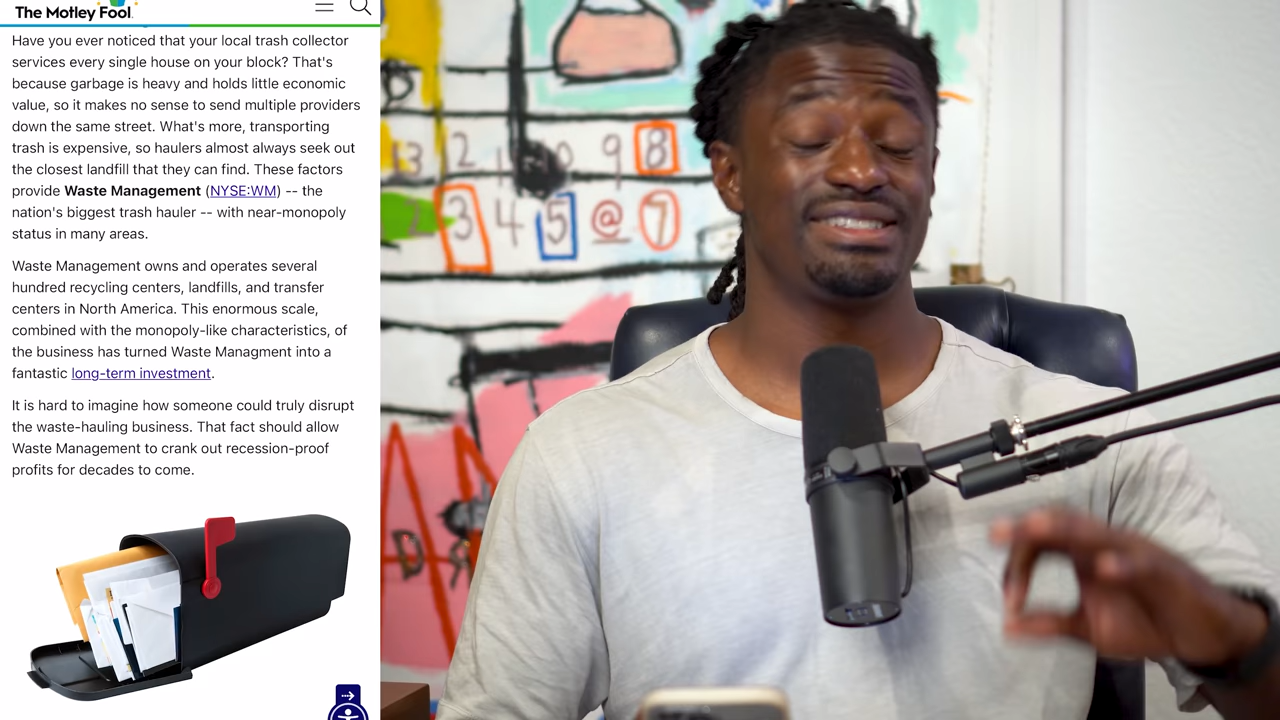 The Motley Fool
Have you ever noticed that your local trash collector
services every single house on your block? That's
because garbage is heavy and holds little economic
value, so it makes no sense to send multiple providers
down the same street. What's more, transporting
trash is expensive, so haulers almost always seek out
the closest landfill that they can find. These factors
provide Waste Management (NYSE:WM) -- the
nation's biggest trash hauler -- with near-monopoly
status in many areas.
Waste Management owns and operates several
hundred recycling centers, landfills, and transfer
centers in North America. This enormous scale,
combined with the monopoly-like characteristics, of
the business has turned Waste Managment into a
fantastic long-term investment.
It is hard to imagine how someone could truly disrupt
the waste-hauling business. That fact should allow
Waste Management to crank out recession-proof
profits for decades to come.
9 8
3 4 5 @ 7